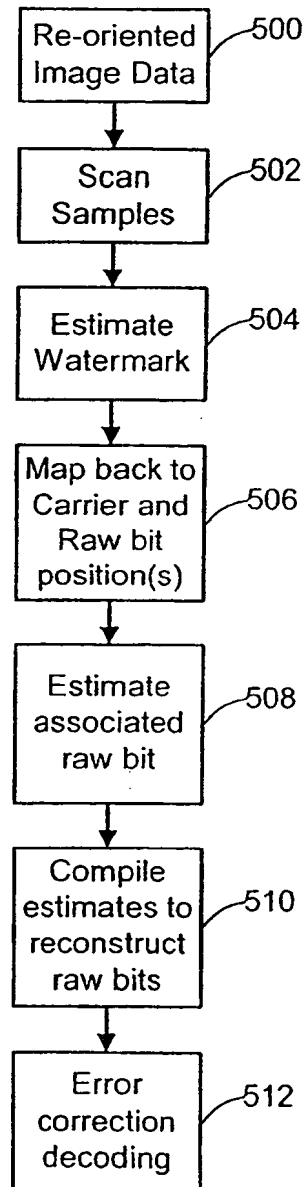 Re-oriented
Image Data
500
Scan
Samples
502
Estimate
Watermark
504
Map back to
Carrier and
Raw bit
position(s)
506
Estimate
associated
raw bit
508
Compile
estimates to
reconstruct
raw bits
510
Error
correction
decoding
512